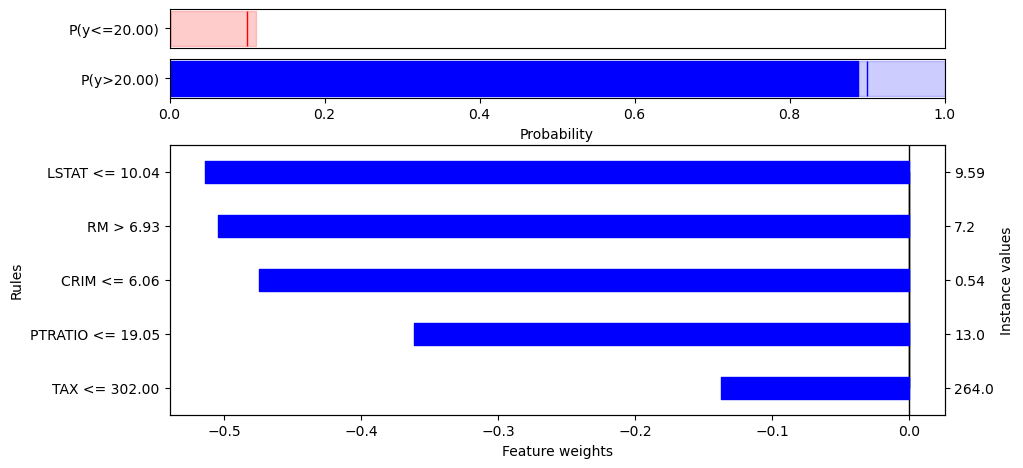 P(y<=20.00)
P(y>20.00)
0.0 0.2 0.4 0.6 0.8 1.0
Probability
Rules
LSTAT <= 10.04 9.59
RM > 6.93 7.2
CRIM <= 6.06 0.54
PTRATIO <= 19.05 13.0
TAX <= 302.00 264.0
Instance values
−0.5 −0.4 −0.3 −0.2 −0.1 0.0
Feature weights